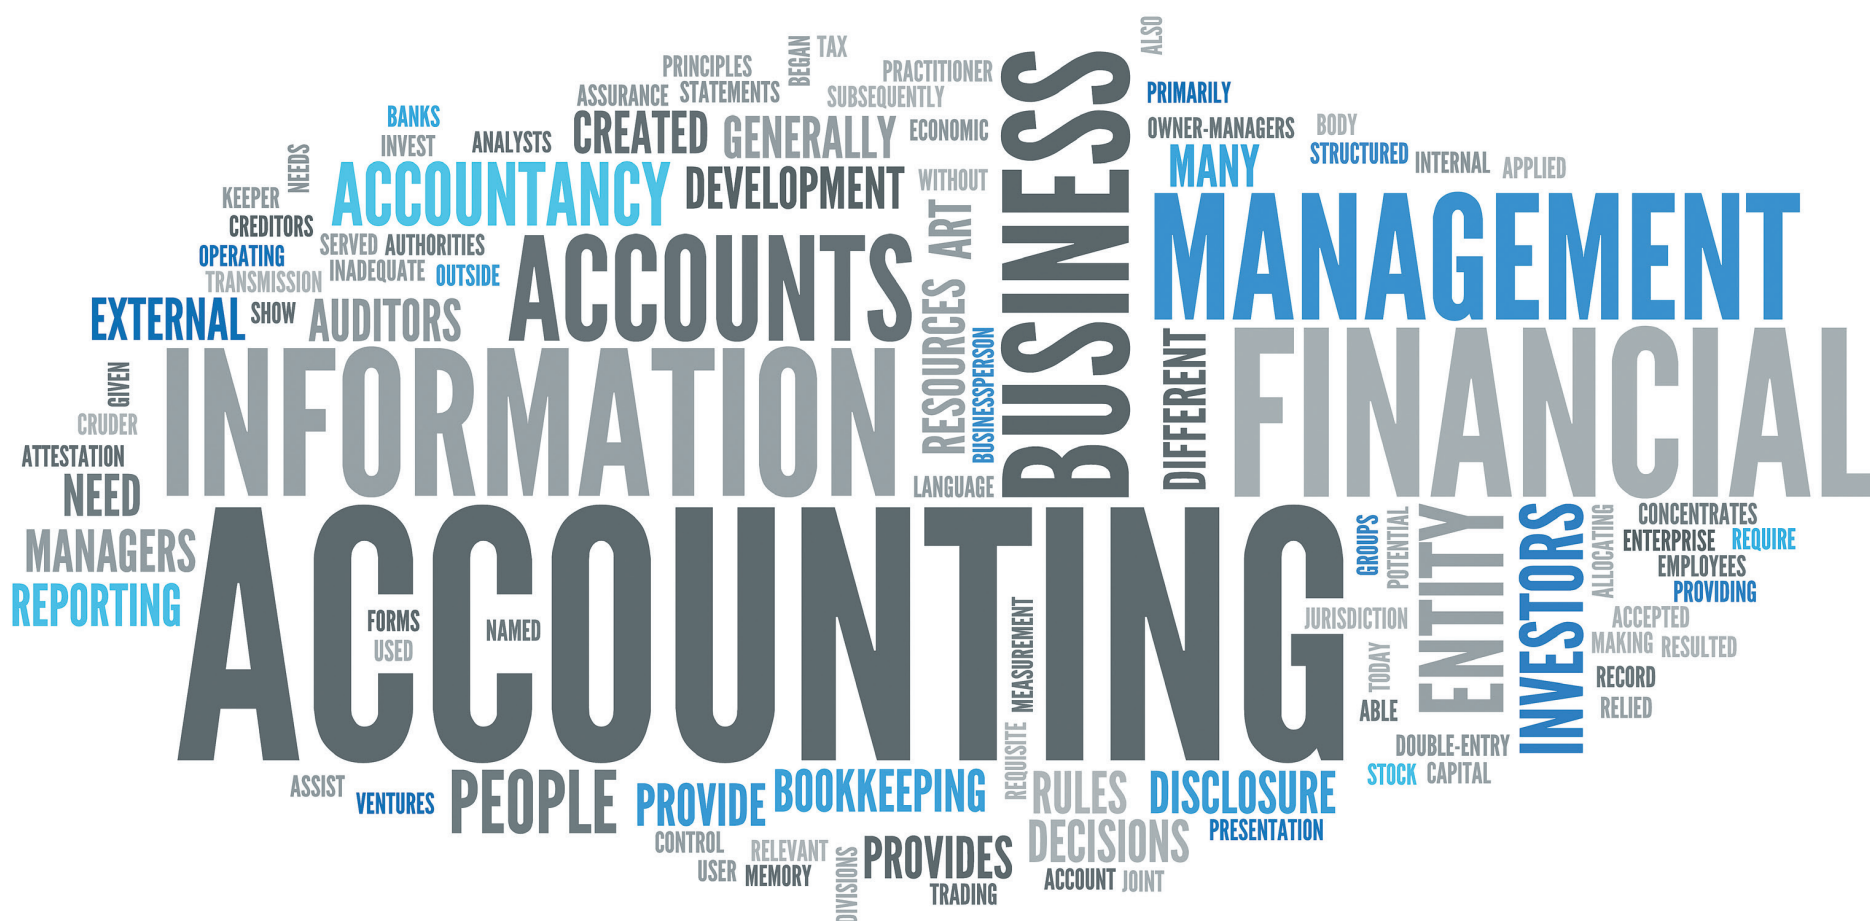 ALSO
BEGAN
TAX
PRINCIPLES
PRACTITIONER
ASSURANCE
STATEMENTS
SUBSEQUENTLY
PRIMARILY
BANKS
INVEST
ANALYSTS
CREATED
GENERALLY
ECONOMIC
OWNER-MANAGERS
BODY
NEEDS
ACCOUNTANCY
DEVELOPMENT
WITHOUT
BUSINESS
MANY
STRUCTURED
INTERNAL
APPLIED
KEEPER
CREDITORS
OPERATING
SERVED
AUTHORITIES
ART
MANAGEMENT
TRANSMISSION
INADEQUATE
OUTSIDE
ACCOUNTS
EXTERNAL
SHOW
AUDITORS
RESOURCES
BUSINESSPERSON
DIFFERENT
FINANCIAL
GIVEN
CRUDER
INFORMATION
ATTESTATION
NEED
LANGUAGE
MANAGERS
REPORTING
ACCOUNTING
FORMS
USED
NAMED
MEASUREMENT
GROUPS
POTENTIAL
ENTITY
INVESTORS
ALLOCATING
CONCENTRATES
ENTERPRISE
REQUIRE
EMPLOYEES
PROVIDING
JURISDICTION
ACCEPTED
MAKING
RESULTED
TODAY
RECORD
ABLE
RELIED
DOUBLE-ENTRY
STOCK
CAPITAL
ASSIST
VENTURES
PEOPLE
PROVIDE
BOOKKEEPING
REQUISITE
RULES
DISCLOSURE
CONTROL
RELEVANT
DECISIONS
PRESENTATION
USER
MEMORY
DIVISIONS
PROVIDES
ACCOUNT
JOINT
TRADING